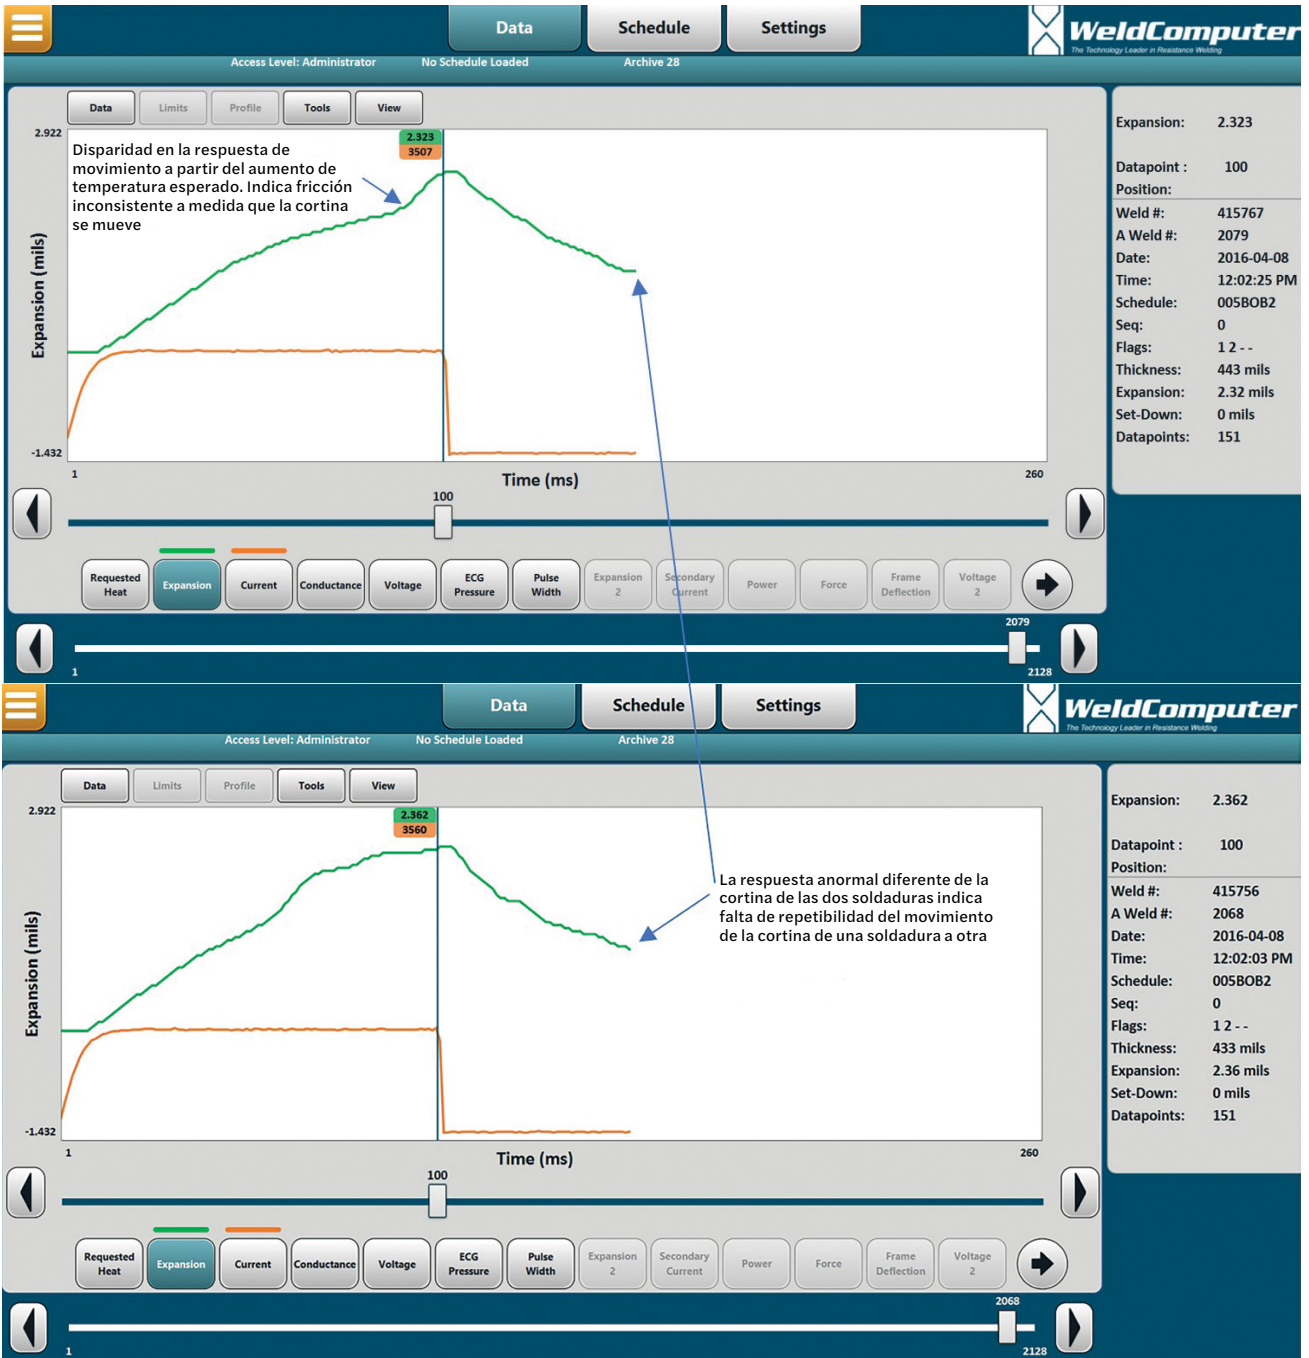 Data
Schedule
Settings
WeldComputer
The Technology Leader in Resistance Welding
Access Level: Administrator
No Schedule Loaded
Archive 28
Data
Limits
Profile
Tools
View
2.922
2.323
3507
Disparidad en la respuesta de
movimiento a partir del aumento de
temperatura esperado. Indica fricción
inconsistente a medida que la cortina
se mueve
Expansion (mils)
-1.432
1
Time (ms)
260
100
Requested
Heat
Expansion
Current
Conductance
Voltage
ECG
Pressure
Pulse
Width
Expansion
2
Secondary
Current
Power
Force
Frame
Deflection
Voltage
2
2079
1
2128
Expansion: 2.323
Datapoint : 100
Position:
Weld #: 415767
A Weld #: 2079
Date: 2016-04-08
Time: 12:02:25 PM
Schedule: 005BOB2
Seq: 0
Flags: 1 2 - -
Thickness: 443 mils
Expansion: 2.32 mils
Set-Down: 0 mils
Datapoints: 151
Data
Schedule
Settings
WeldComputer
The Technology Leader in Resistance Welding
Access Level: Administrator
No Schedule Loaded
Archive 28
Data
Limits
Profile
Tools
View
2.922
2.362
3560
La respuesta anormal diferente de la
cortina de las dos soldaduras indica
falta de repetibilidad del movimiento
de la cortina de una soldadura a otra
Expansion (mils)
-1.432
1
Time (ms)
260
100
Requested
Heat
Expansion
Current
Conductance
Voltage
ECG
Pressure
Pulse
Width
Expansion
2
Secondary
Current
Power
Force
Frame
Deflection
Voltage
2
2068
1
2128
Expansion: 2.362
Datapoint : 100
Position:
Weld #: 415756
A Weld #: 2068
Date: 2016-04-08
Time: 12:02:03 PM
Schedule: 005BOB2
Seq: 0
Flags: 1 2 - -
Thickness: 433 mils
Expansion: 2.36 mils
Set-Down: 0 mils
Datapoints: 151